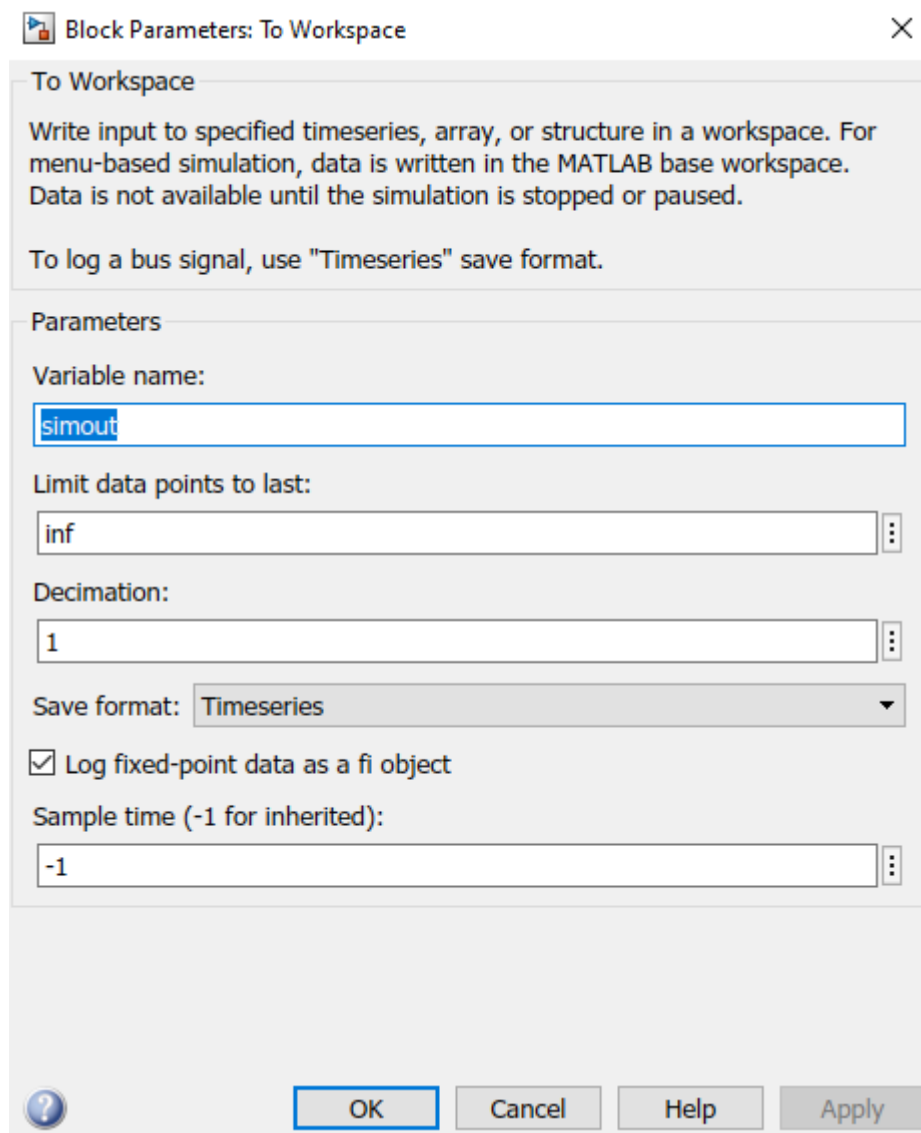 Block Parameters: To Workspace
To Workspace
Write input to specified timeseries, array, or structure in a workspace. For
menu-based simulation, data is written in the MATLAB base workspace.
Data is not available until the simulation is stopped or paused.
To log a bus signal, use "Timeseries" save format.
Parameters
Variable name:
simout
Limit data points to last:
inf
Decimation:
1
Save format: Timeseries
Log fixed-point data as a fi object
Sample time (-1 for inherited):
-1
OK Cancel Help Apply